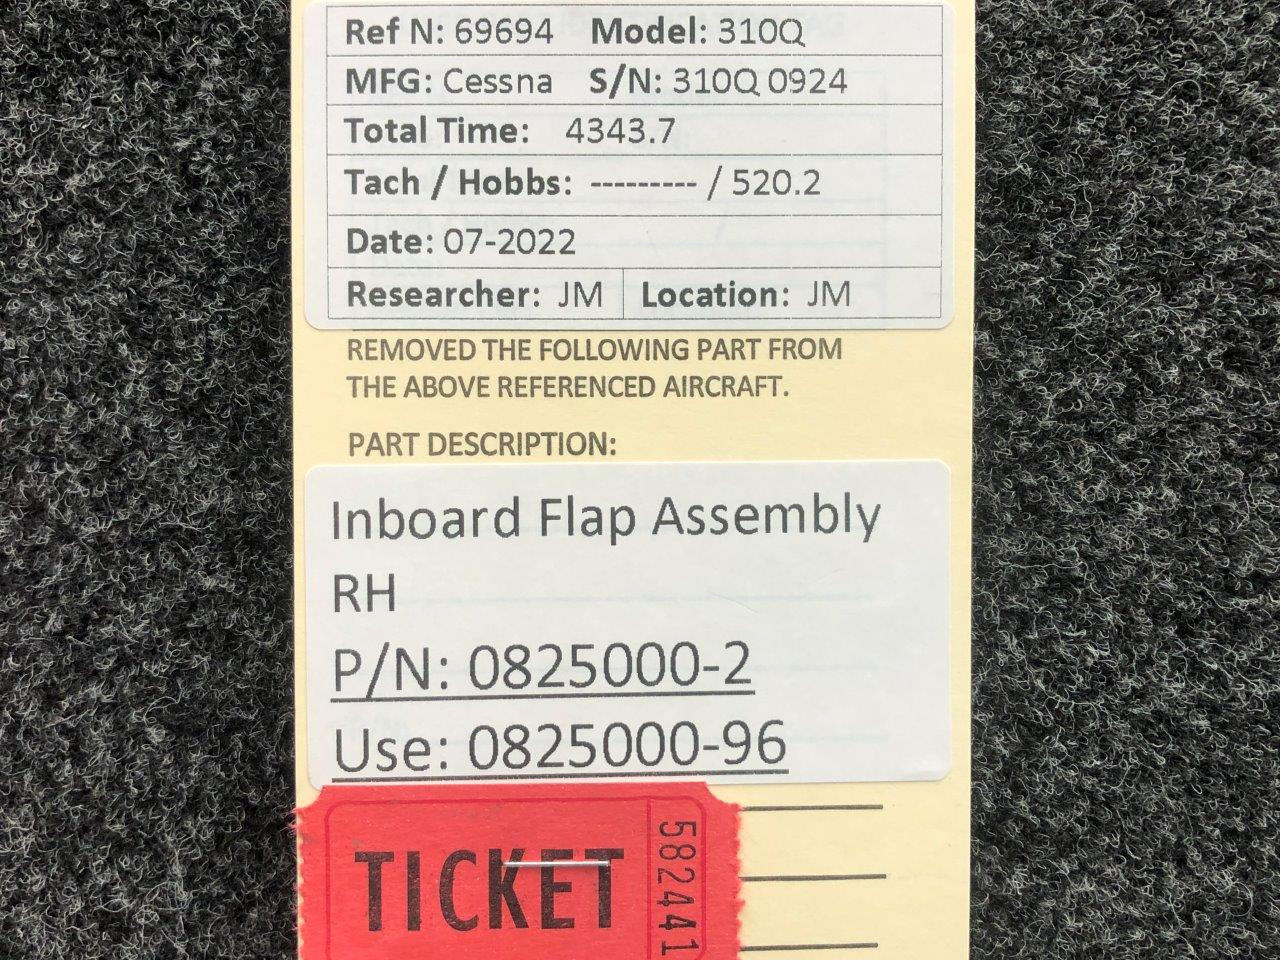 Ref N: 69694 Model: 310Q
MFG: Cessna S/N: 310Q 0924
Total Time: 4343.7
Tach / Hobbs: --------- / 520.2
Date: 07-2022
Researcher: JM Location: JM
REMOVED THE FOLLOWING PART FROM
THE ABOVE REFERENCED AIRCRAFT.
PART DESCRIPTION:
Inboard Flap Assembly
RH
P/N: 0825000-2
Use: 0825000-96
TICKET
582441